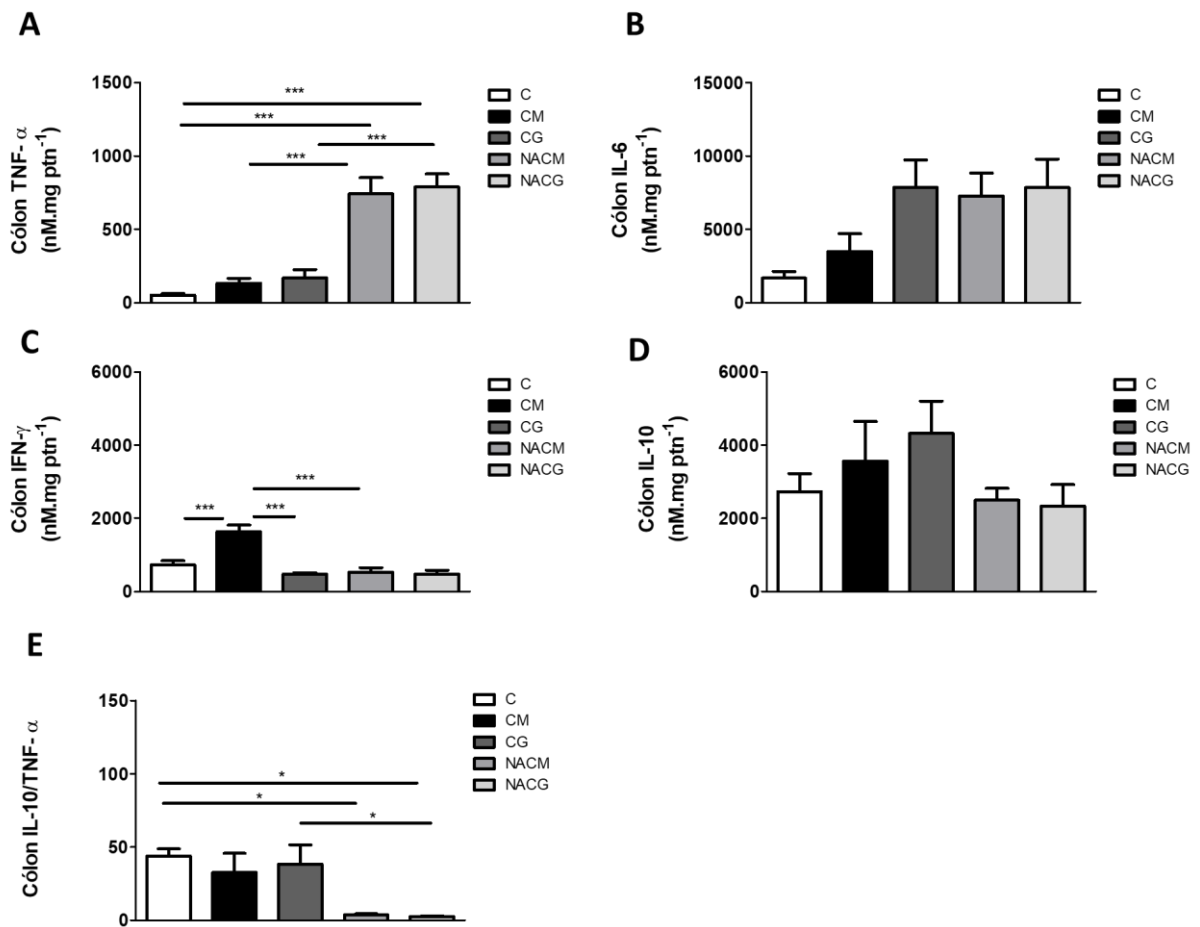 A
Cólon TNF- α
(nM.mg ptn⁻¹)
1500
1000
500
0
***
***
***
***
C
CM
CG
NACM
NACG
B
Cólon IL-6
(nM.mg ptn⁻¹)
15000
10000
5000
0
C
CM
CG
NACM
NACG
C
Cólon IFN-γ
(nM.mg ptn⁻¹)
6000
4000
2000
0
***
***
***
C
CM
CG
NACM
NACG
D
Cólon IL-10
(nM.mg ptn⁻¹)
6000
4000
2000
0
C
CM
CG
NACM
NACG
E
Cólon IL-10/TNF- α
150
100
50
0
*
*
*
C
CM
CG
NACM
NACG